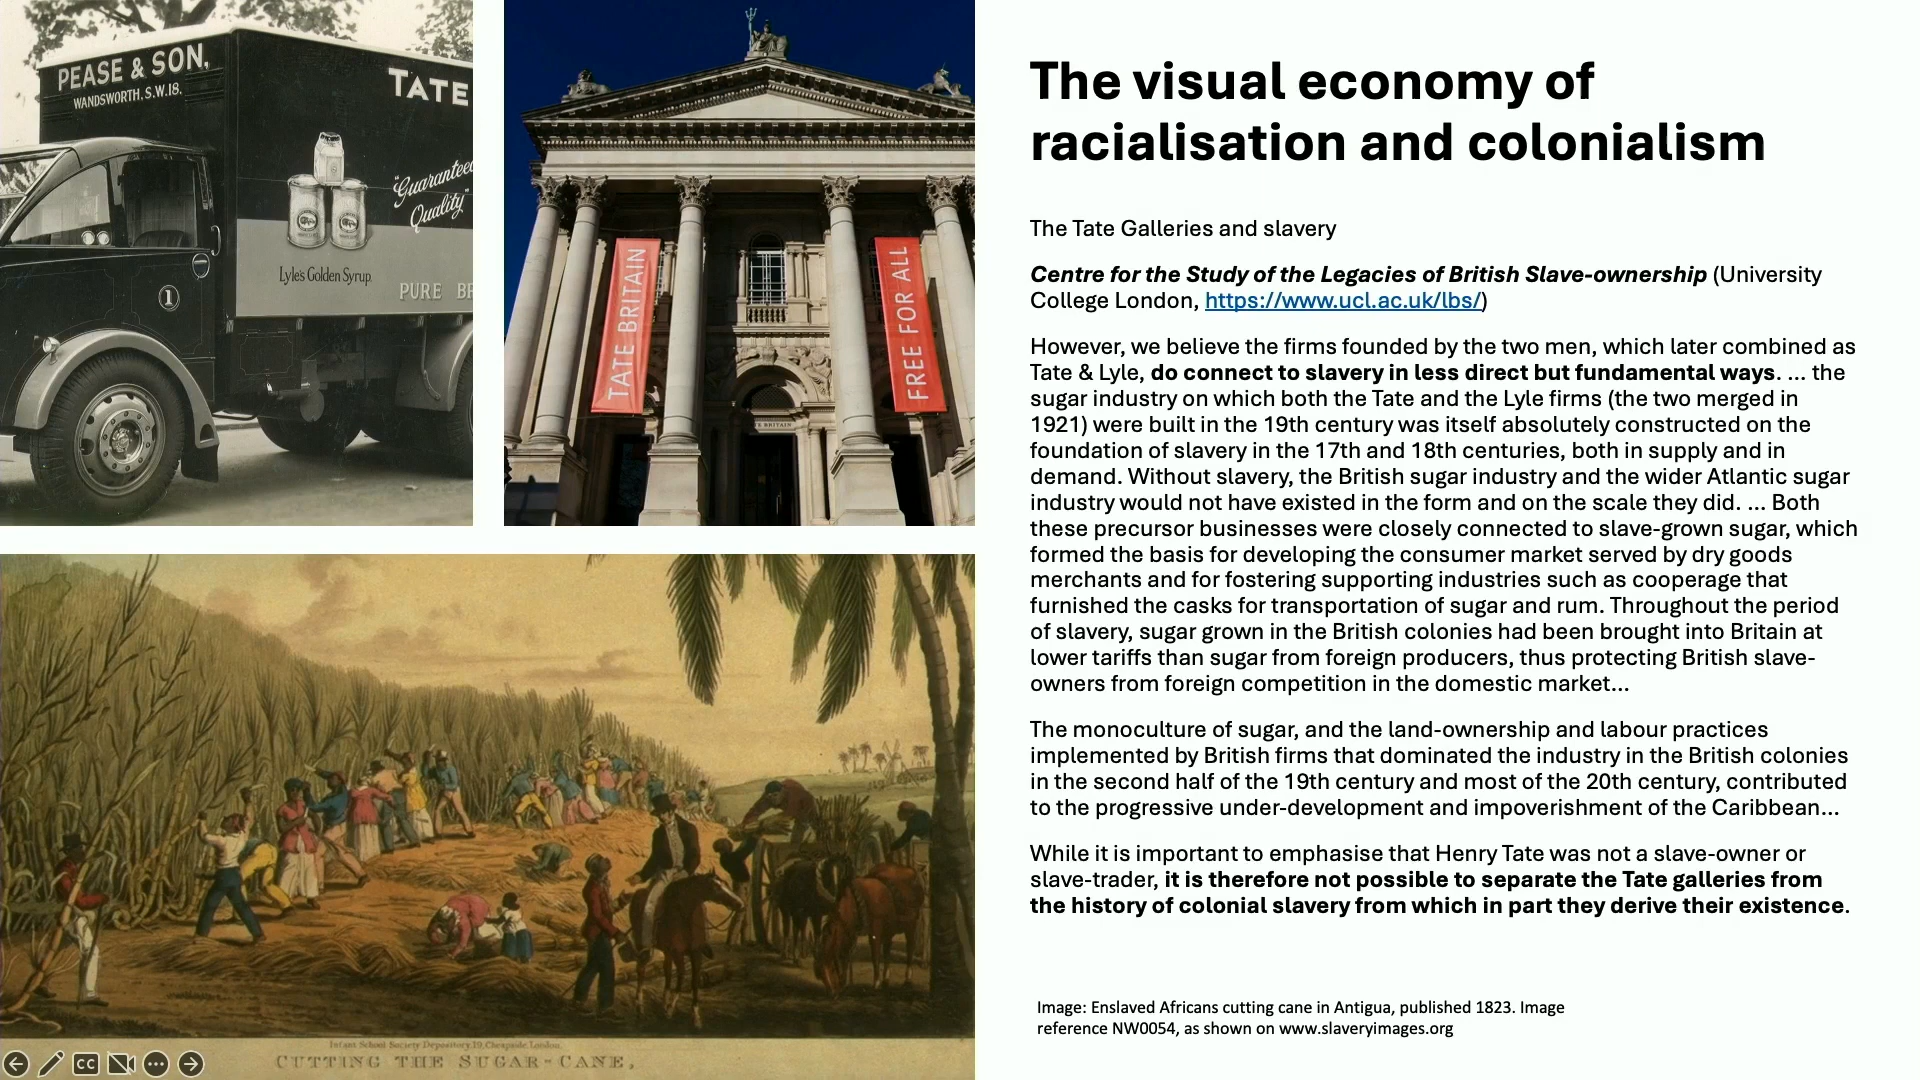 PEASE & SON,
WANDSWORTH, S.W.18.
TATE
"Guaranteed
Quality"
Lyle's Golden Syrup
PURE BR
1
TATE BRITAIN
FREE FOR ALL
TATE BRITAIN
The visual economy of
racialisation and colonialism
The Tate Galleries and slavery
Centre for the Study of the Legacies of British Slave-ownership (University
College London, https://www.ucl.ac.uk/lbs/)
However, we believe the firms founded by the two men, which later combined as
Tate & Lyle, do connect to slavery in less direct but fundamental ways. ... the
sugar industry on which both the Tate and the Lyle firms (the two merged in
1921) were built in the 19th century was itself absolutely constructed on the
foundation of slavery in the 17th and 18th centuries, both in supply and in
demand. Without slavery, the British sugar industry and the wider Atlantic sugar
industry would not have existed in the form and on the scale they did. ... Both
these precursor businesses were closely connected to slave-grown sugar, which
formed the basis for developing the consumer market served by dry goods
merchants and for fostering supporting industries such as cooperage that
furnished the casks for transportation of sugar and rum. Throughout the period
of slavery, sugar grown in the British colonies had been brought into Britain at
lower tariffs than sugar from foreign producers, thus protecting British slave-
owners from foreign competition in the domestic market...
The monoculture of sugar, and the land-ownership and labour practices
implemented by British firms that dominated the industry in the British colonies
in the second half of the 19th century and most of the 20th century, contributed
to the progressive under-development and impoverishment of the Caribbean...
While it is important to emphasise that Henry Tate was not a slave-owner or
slave-trader, it is therefore not possible to separate the Tate galleries from
the history of colonial slavery from which in part they derive their existence.
Image: Enslaved Africans cutting cane in Antigua, published 1823. Image
reference NW0054, as shown on www.slaveryimages.org
Infant School Society Depository, 19, Cheapside, London.
CUTTING THE SUGAR-CANE,
CC